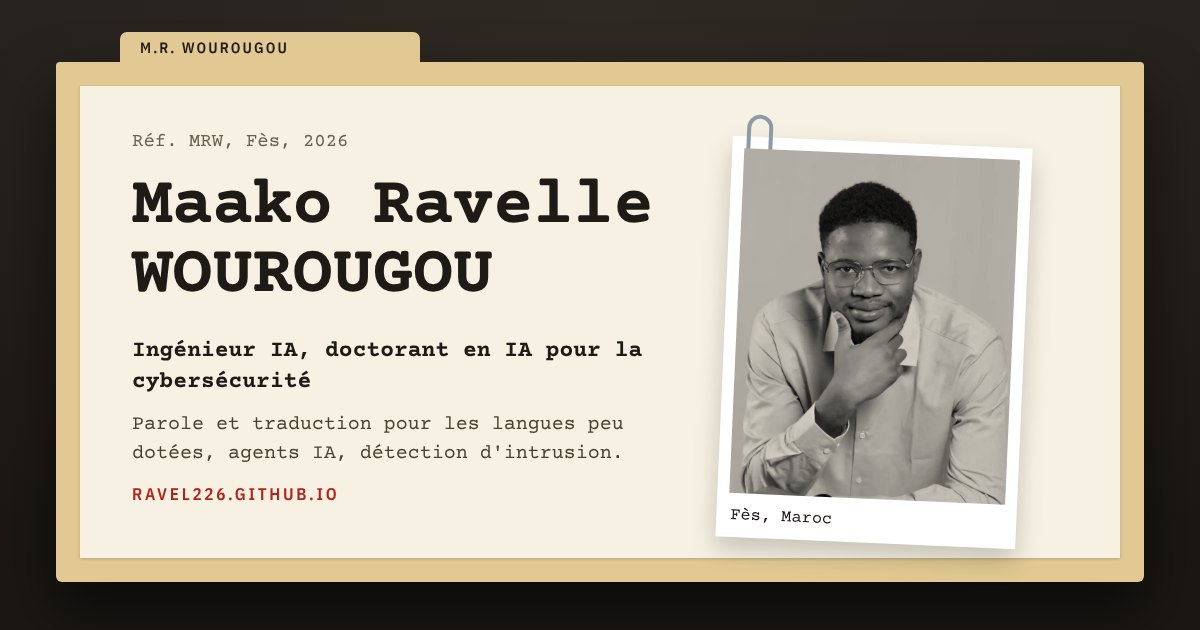 M.R. WOUROUGOU
Réf. MRW, Fès, 2026
Maako Ravelle
WOUROUGOU
Ingénieur IA, doctorant en IA pour la
cybersécurité
Parole et traduction pour les langues peu
dotées, agents IA, détection d'intrusion.
RAVEL226.GITHUB.IO
Fès, Maroc